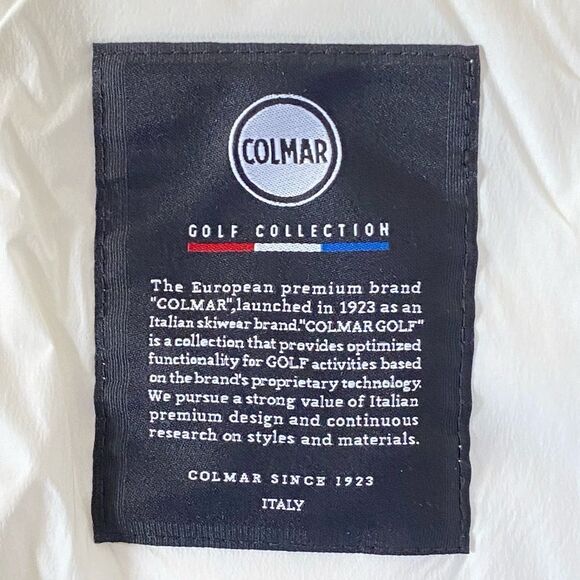 COLMAR
GOLF COLLECTION
The European premium brand
"COLMAR",launched in 1923 as an
Italian skiwear brand."COLMAR GOLF"
is a collection that provides optimized
functionality for GOLF activities based
on the brand's proprietary technology.
We pursue a strong value of Italian
premium design and continuous
research on styles and materials.
COLMAR SINCE 1923
ITALY